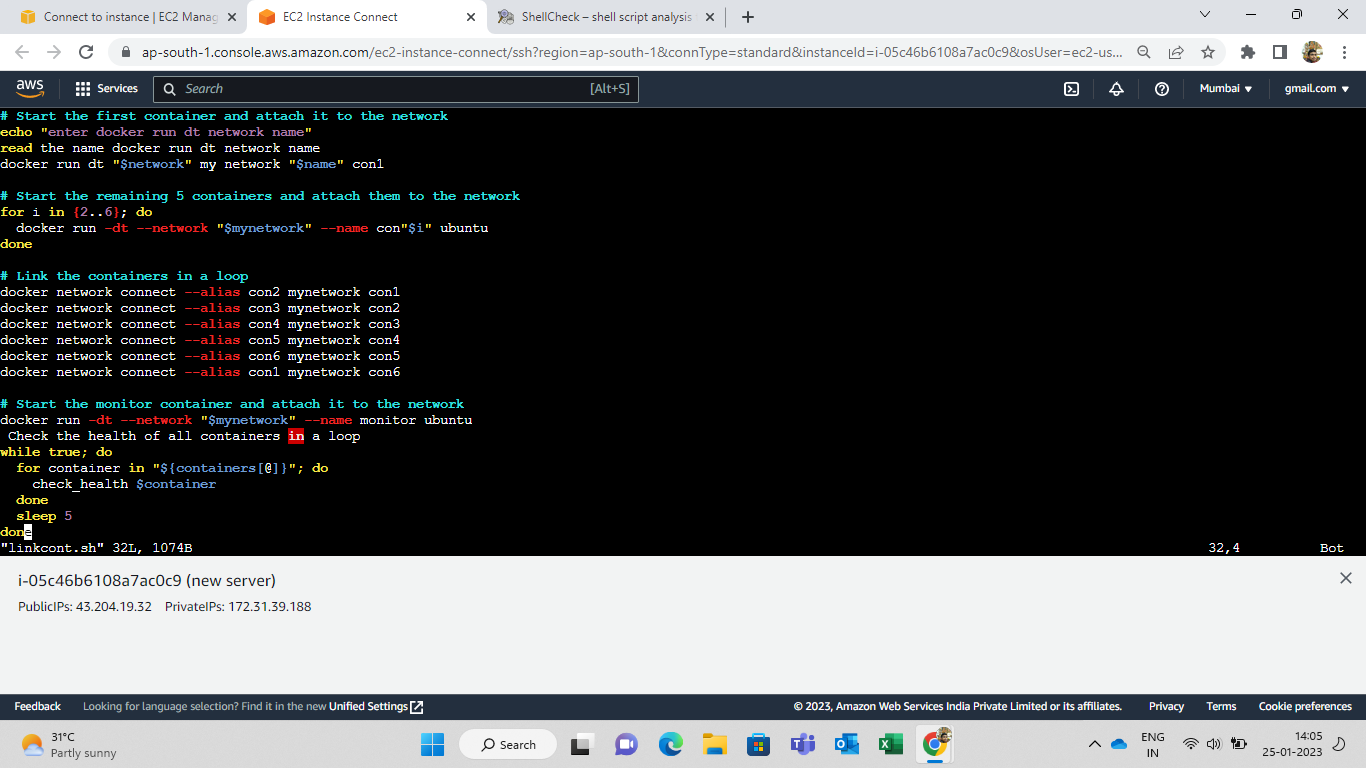 Connect to instance | EC2 Manag
EC2 Instance Connect
ShellCheck – shell script analysis
ap-south-1.console.aws.amazon.com/ec2-instance-connect/ssh?region=ap-south-1&connType=standard&instanceId=i-05c46b6108a7ac0c9&osUser=ec2-us...
aws
Services
Search
[Alt+S]
Mumbai
gmail.com
# Start the first container and attach it to the network
echo "enter docker run dt network name"
read the name docker run dt network name
docker run dt "$network" my network "$name" con1
# Start the remaining 5 containers and attach them to the network
for i in {2..6}; do
  docker run -dt --network "$mynetwork" --name con"$i" ubuntu
done
# Link the containers in a loop
docker network connect --alias con2 mynetwork con1
docker network connect --alias con3 mynetwork con2
docker network connect --alias con4 mynetwork con3
docker network connect --alias con5 mynetwork con4
docker network connect --alias con6 mynetwork con5
docker network connect --alias con1 mynetwork con6
# Start the monitor container and attach it to the network
docker run -dt --network "$mynetwork" --name monitor ubuntu
 Check the health of all containers in a loop
while true; do
  for container in "${containers[@]}"; do
    check_health $container
  done
  sleep 5
done
"linkcont.sh" 32L, 1074B
32,4
Bot
i-05c46b6108a7ac0c9 (new server)
PublicIPs: 43.204.19.32 PrivateIPs: 172.31.39.188
Feedback
Looking for language selection? Find it in the new Unified Settings
© 2023, Amazon Web Services India Private Limited or its affiliates.
Privacy
Terms
Cookie preferences
31°C
Partly sunny
Search
ENG
IN
14:05
25-01-2023